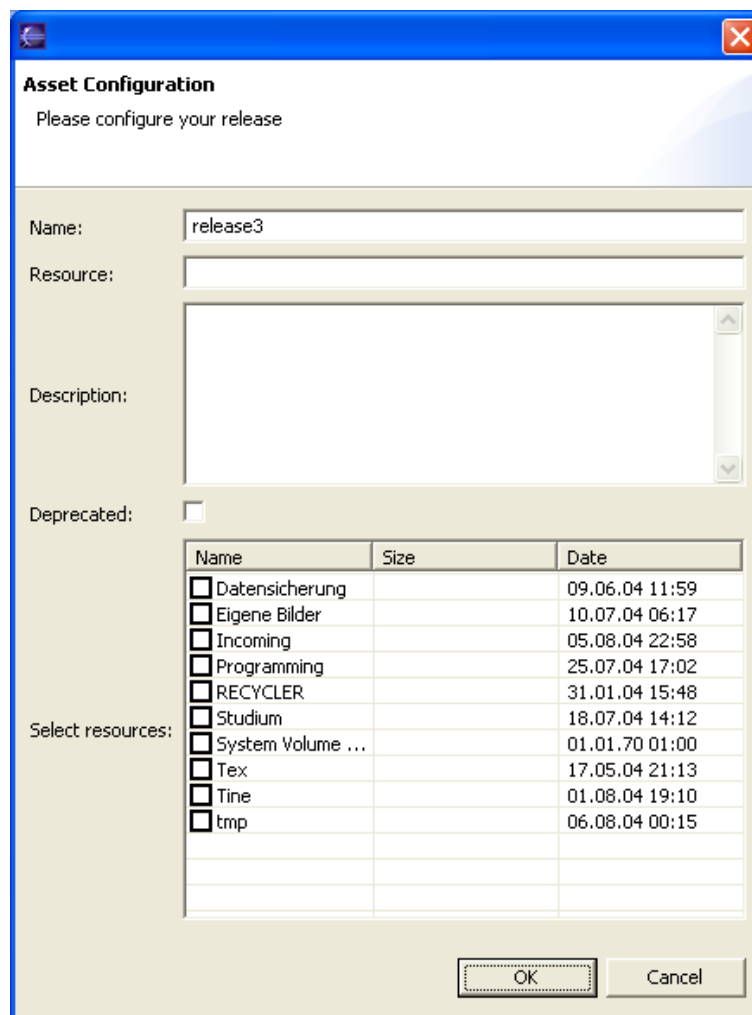 Asset Configuration
Please configure your release
Name: release3
Resource:
Description:
Deprecated:
Select resources:
Name Size Date
Datensicherung 09.06.04 11:59
Eigene Bilder 10.07.04 06:17
Incoming 05.08.04 22:58
Programming 25.07.04 17:02
RECYCLER 31.01.04 15:48
Studium 18.07.04 14:12
System Volume ... 01.01.70 01:00
Tex 17.05.04 21:13
Tine 01.08.04 19:10
tmp 06.08.04 00:15
OK Cancel